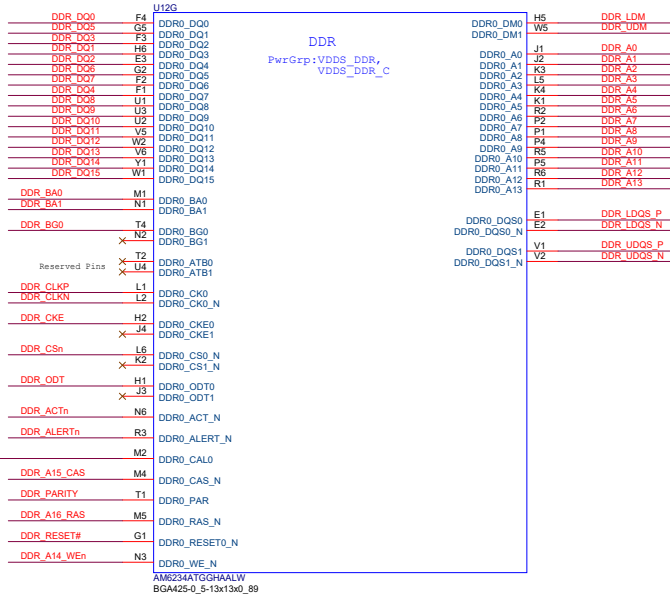 U12G
DDR
PwrGrp:VDDS_DDR,
VDDS_DDR_C
DDR_DQ0 F4 DDR0_DQ0
DDR_DQ5 G5 DDR0_DQ1
DDR_DQ3 F3 DDR0_DQ2
DDR_DQ1 H6 DDR0_DQ3
DDR_DQ2 E3 DDR0_DQ4
DDR_DQ6 G2 DDR0_DQ5
DDR_DQ7 F2 DDR0_DQ6
DDR_DQ4 F1 DDR0_DQ7
DDR_DQ8 U1 DDR0_DQ8
DDR_DQ9 U3 DDR0_DQ9
DDR_DQ10 U2 DDR0_DQ10
DDR_DQ11 V5 DDR0_DQ11
DDR_DQ12 W2 DDR0_DQ12
DDR_DQ13 V6 DDR0_DQ13
DDR_DQ14 Y1 DDR0_DQ14
DDR_DQ15 W1 DDR0_DQ15
DDR_BA0 M1 DDR0_BA0
DDR_BA1 N1 DDR0_BA1
DDR_BG0 T4 DDR0_BG0
N2 DDR0_BG1
T2 DDR0_ATB0
Reserved Pins U4 DDR0_ATB1
DDR_CLKP L1 DDR0_CK0
DDR_CLKN L2 DDR0_CK0_N
DDR_CKE H2 DDR0_CKE0
J4 DDR0_CKE1
DDR_CSn L6 DDR0_CS0_N
K2 DDR0_CS1_N
DDR_ODT H1 DDR0_ODT0
J3 DDR0_ODT1
DDR_ACTn N6 DDR0_ACT_N
DDR_ALERTn R3 DDR0_ALERT_N
M2 DDR0_CAL0
DDR_A15_CAS M4 DDR0_CAS_N
DDR_PARITY T1 DDR0_PAR
DDR_A16_RAS M5 DDR0_RAS_N
DDR_RESET# G1 DDR0_RESET0_N
DDR_A14_WEn N3 DDR0_WE_N
DDR0_DM0 H5 DDR_LDM
DDR0_DM1 W5 DDR_UDM
DDR0_A0 J1 DDR_A0
DDR0_A1 J2 DDR_A1
DDR0_A2 K3 DDR_A2
DDR0_A3 L5 DDR_A3
DDR0_A4 K4 DDR_A4
DDR0_A5 K1 DDR_A5
DDR0_A6 R2 DDR_A6
DDR0_A7 P2 DDR_A7
DDR0_A8 P1 DDR_A8
DDR0_A9 P4 DDR_A9
DDR0_A10 R5 DDR_A10
DDR0_A11 P5 DDR_A11
DDR0_A12 R6 DDR_A12
DDR0_A13 R1 DDR_A13
DDR0_DQS0 E1 DDR_LDQS_P
DDR0_DQS0_N E2 DDR_LDQS_N
DDR0_DQS1 V1 DDR_UDQS_P
DDR0_DQS1_N V2 DDR_UDQS_N
AM6234ATGGHAALW
BGA425-0_5-13x13x0_89